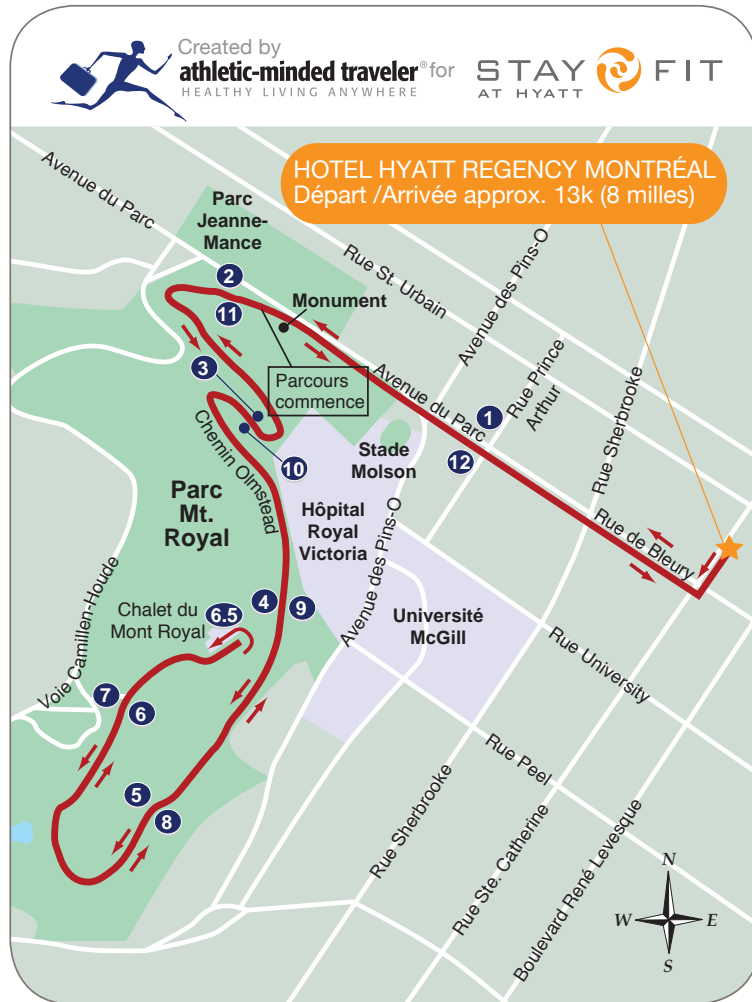 Created by
athletic-minded traveler® for
HEALTHY LIVING ANYWHERE
STAY FIT
AT HYATT
HOTEL HYATT REGENCY MONTRÉAL
Départ /Arrivée approx. 13k (8 milles)
Avenue du Parc
Parc
Jeanne-
Mance
Rue St. Urbain
Avenue des Pins-O
2
11
Monument
3
Parcours
commence
Avenue du Parc
1
Rue Prince
Arthur
Rue Sherbrooke
12
10
Stade
Molson
Chemin Olmstead
Parc
Mt.
Royal
Hôpital
Royal
Victoria
Avenue des Pins-O
Rue de Bleury
Voie Camillen-Houde
Chalet du
Mont Royal
6.5
4
9
Université
McGill
Rue University
7
6
5
8
Rue Peel
Rue Sherbrooke
Rue Ste. Catherine
Boulevard René Levesque
N
W
E
S